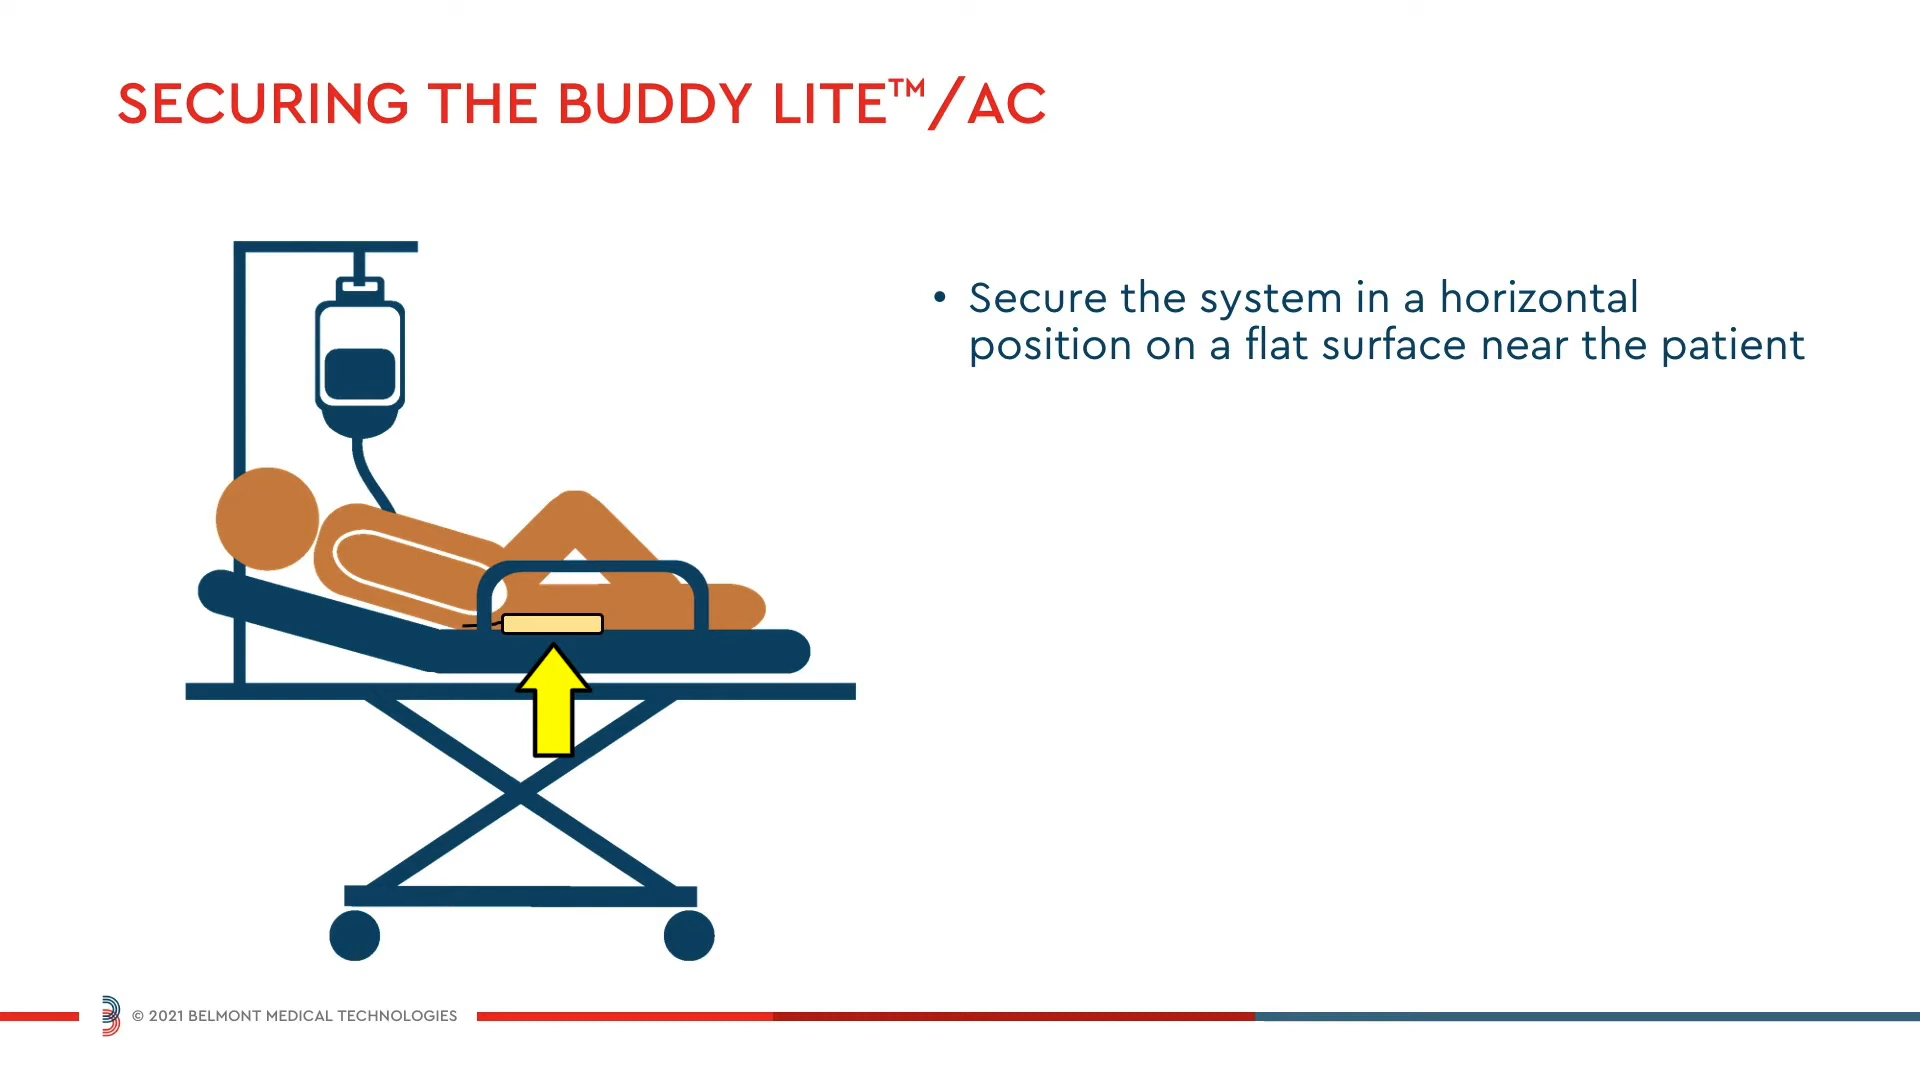 SECURING THE BUDDY LITE™/AC
• Secure the system in a horizontal
position on a flat surface near the patient
© 2021 BELMONT MEDICAL TECHNOLOGIES